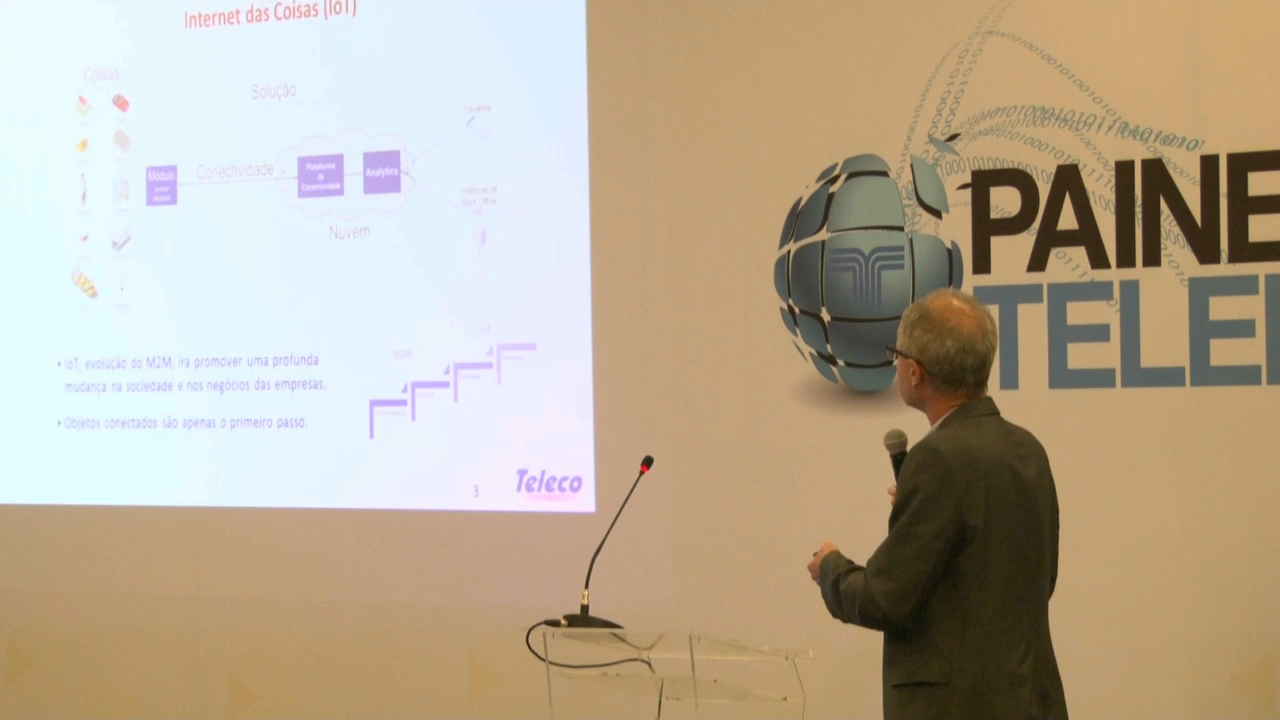 Internet das Coisas (IoT)
Coisas
Solução
Módulo
Conectividade
Plataforma
de
Conectividade
Analytics
Nuvem
• IoT, evolução do M2M, ira promover uma profunda
mudança na sociedade e nos negócios das empresas.
• Objetos conectados são apenas o primeiro passo.
M2M
3
Teleco
PAINE
TELE